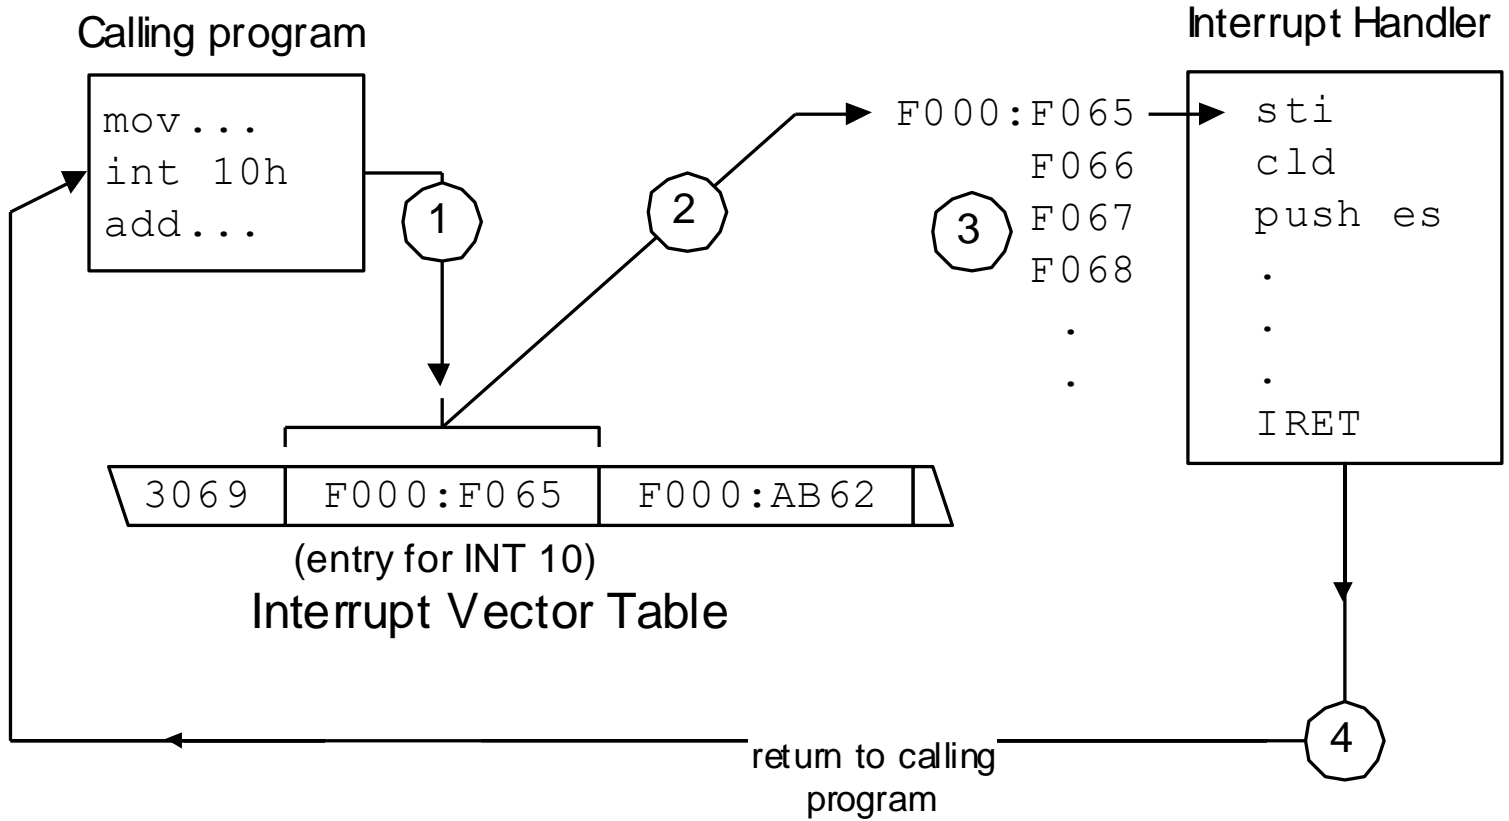 Calling program
mov...
int 10h
add...
1
2
3
F000:F065
F066
F067
F068
.
.
Interrupt Handler
sti
cld
push es
.
.
.
IRET
3069 F000:F065 F000:AB62
(entry for INT 10)
Interrupt Vector Table
4
return to calling
program